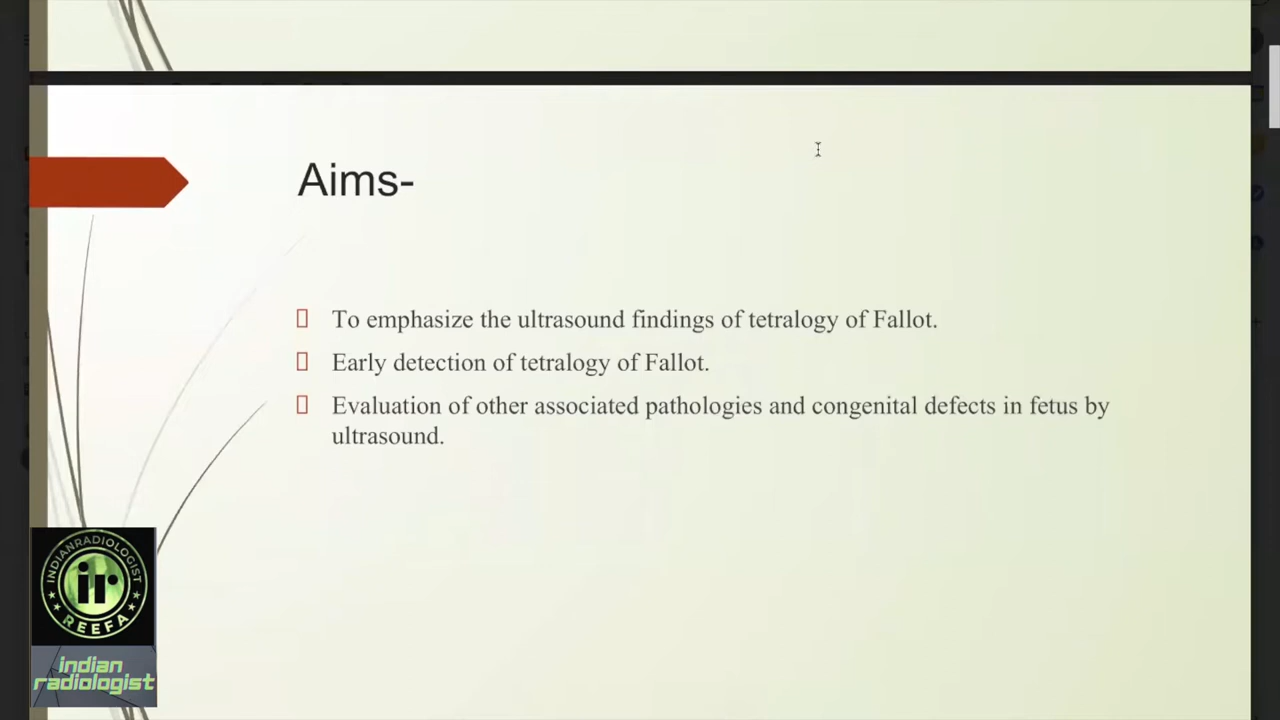 Aims-
To emphasize the ultrasound findings of tetralogy of Fallot.
Early detection of tetralogy of Fallot.
Evaluation of other associated pathologies and congenital defects in fetus by
ultrasound.
INDIANRADIOLOGIST
ir
REEFA
indian
radiologist